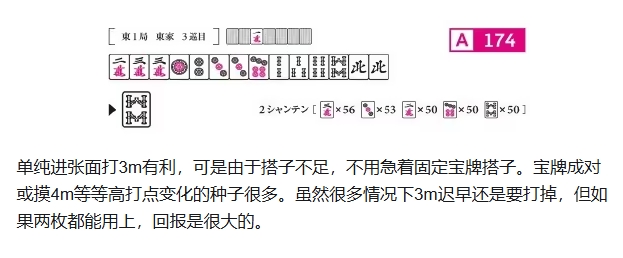 東1局 東家 3巡目
A 174
2シャンテン [ ×56 ×53 ×50 ×50 ×50 ]
单纯进张面打3m有利，可是由于搭子不足，不用急着固定宝牌搭子。宝牌成对
或摸4m等等高打点变化的种子很多。虽然很多情况下3m迟早还是要打掉，但如
果两枚都能用上，回报是很大的。